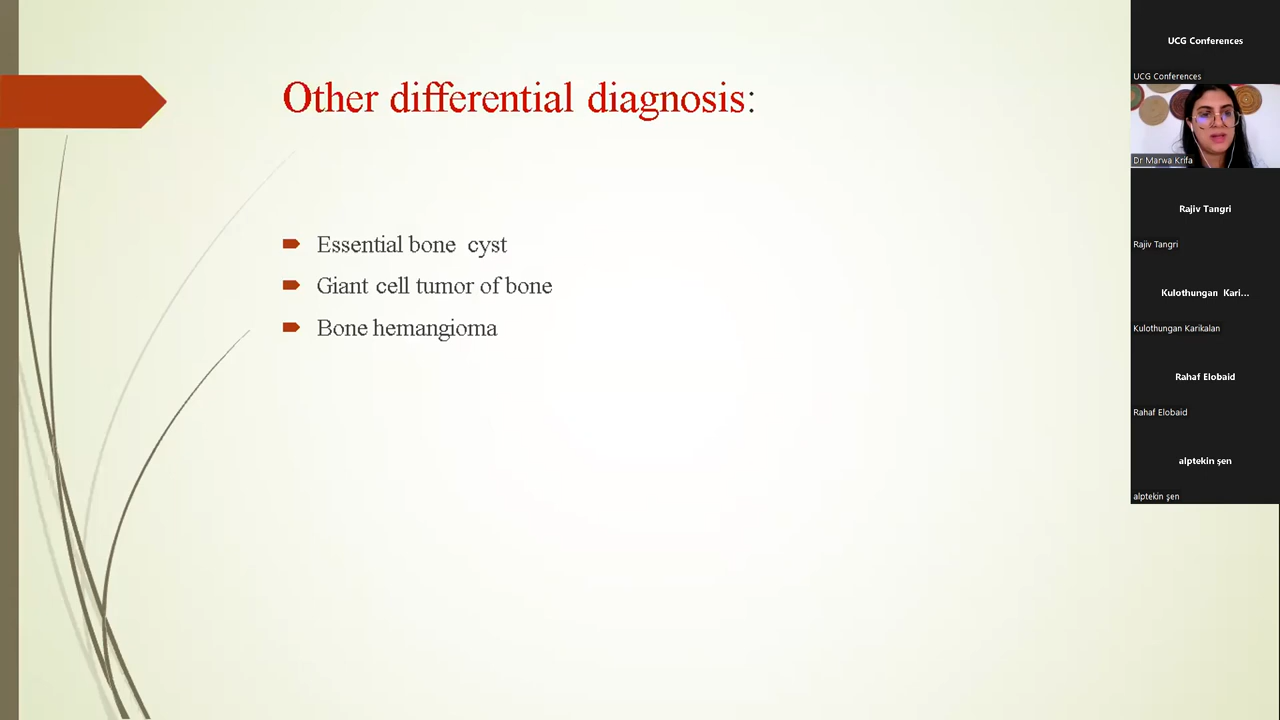 Other differential diagnosis:
Essential bone cyst
Giant cell tumor of bone
Bone hemangioma
UCG Conferences
UCG Conferences
Dr Marwa Krifa
Rajiv Tangri
Rajiv Tangri
Kulothungan Kari...
Kulothungan Karikalan
Rahaf Elobaid
Rahaf Elobaid
alptekin şen
alptekin şen